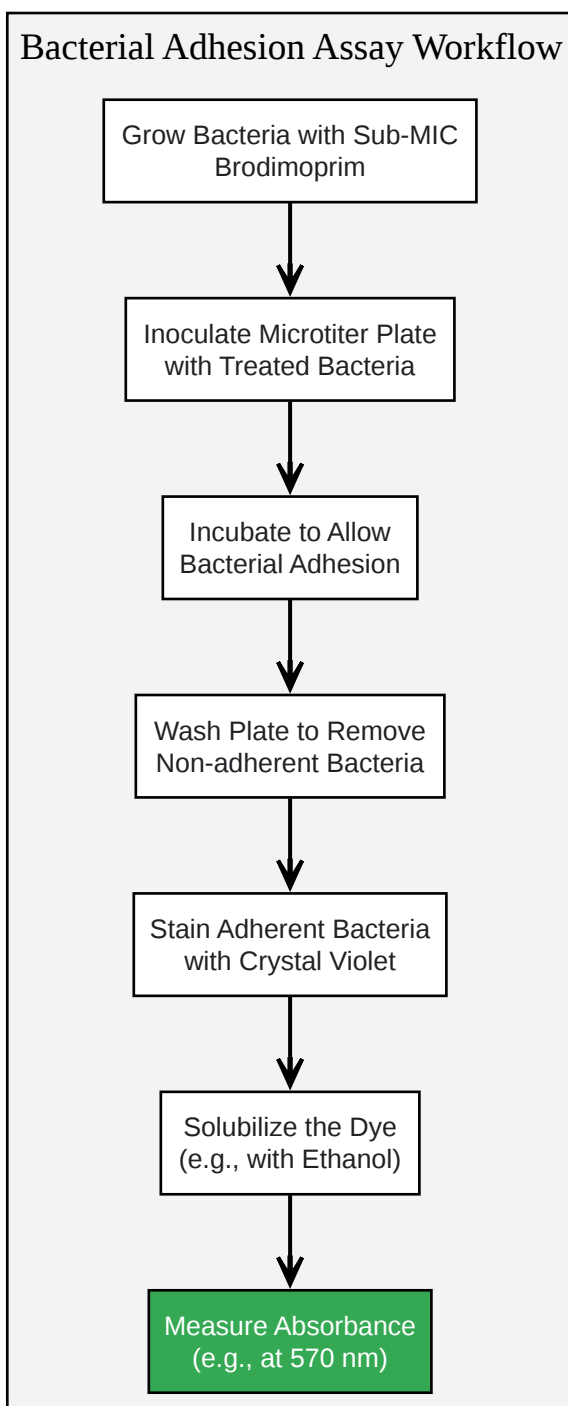 Bacterial Adhesion Assay Workflow
Grow Bacteria with Sub-MIC
Brodimoprim
Inoculate Microtiter Plate
with Treated Bacteria
Incubate to Allow
Bacterial Adhesion
Wash Plate to Remove
Non-adherent Bacteria
Stain Adherent Bacteria
with Crystal Violet
Solubilize the Dye
(e.g., with Ethanol)
Measure Absorbance
(e.g., at 570 nm)